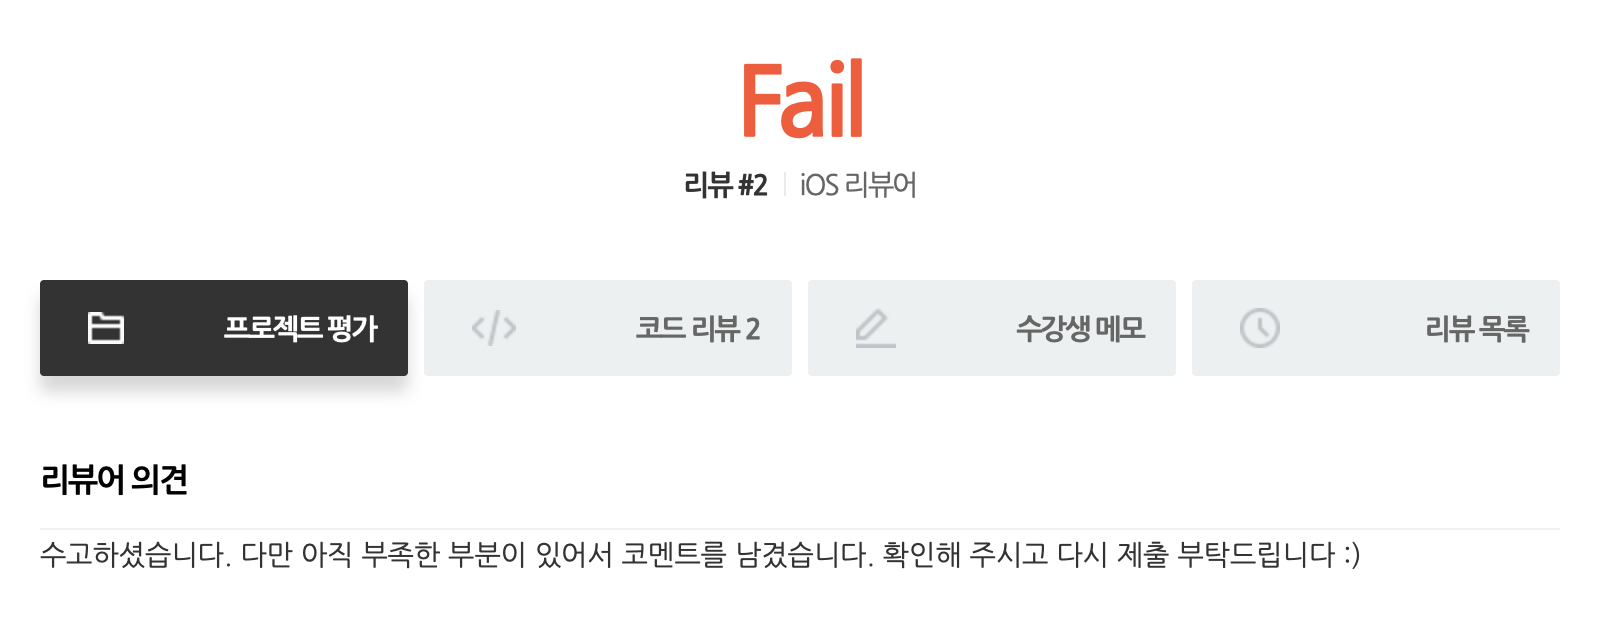 Fail
리뷰 #2 | iOS 리뷰어
프로젝트 평가
</> 코드 리뷰 2
수강생 메모
리뷰 목록
리뷰어 의견
수고하셨습니다. 다만 아직 부족한 부분이 있어서 코멘트를 남겼습니다. 확인해 주시고 다시 제출 부탁드립니다 :)